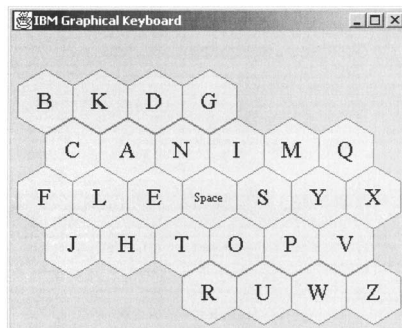 IBM Graphical Keyboard
B K D G
C A N I M Q
F L E Space S Y X
J H T O P V
R U W Z